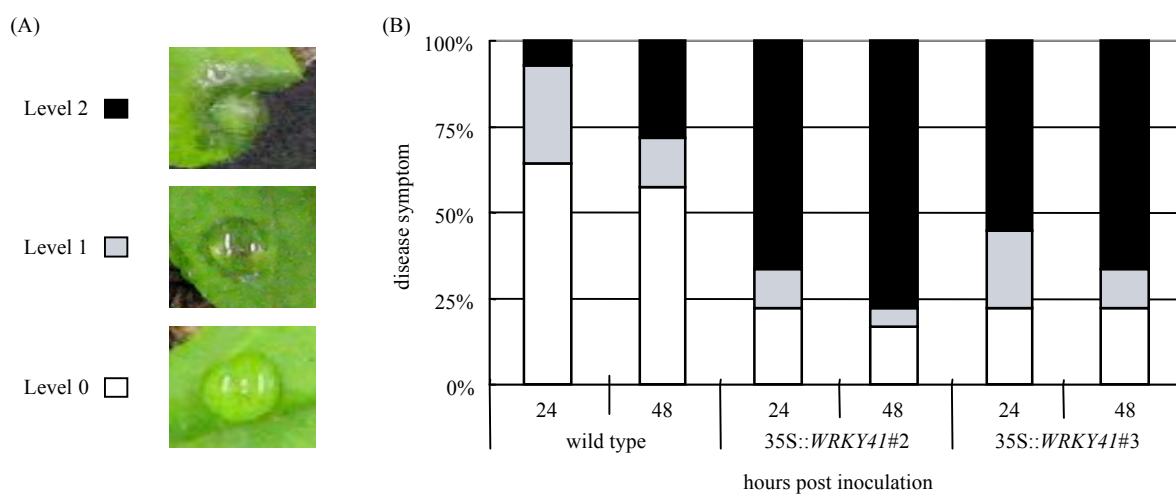 (A)
Level 2
Level 1
Level 0
(B)
disease symptom
100%
75%
50%
25%
0%
24 48 24 48 24 48
wild type 35S::WRKY41#2 35S::WRKY41#3
hours post inoculation